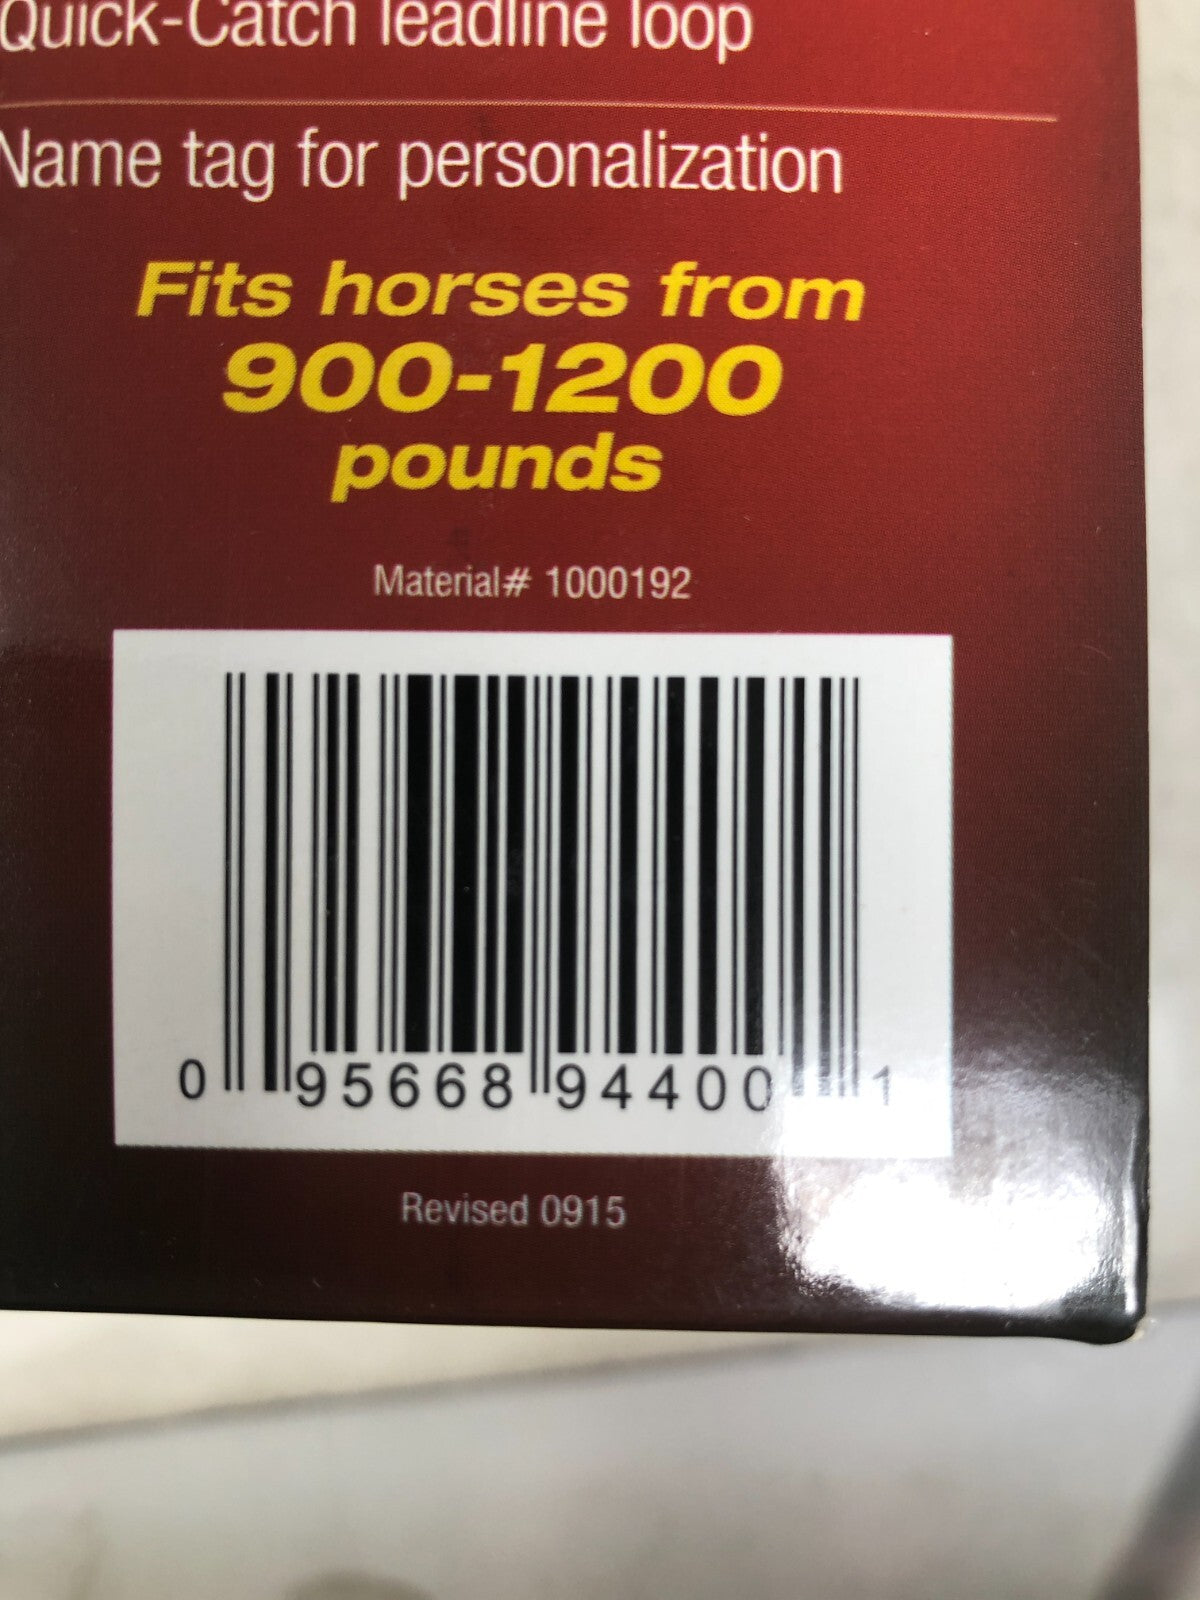 Quick-Catch leadline loop
Name tag for personalization
Fits horses from
900-1200
pounds
Material# 1000192
0 95668 94400 1
Revised 0915